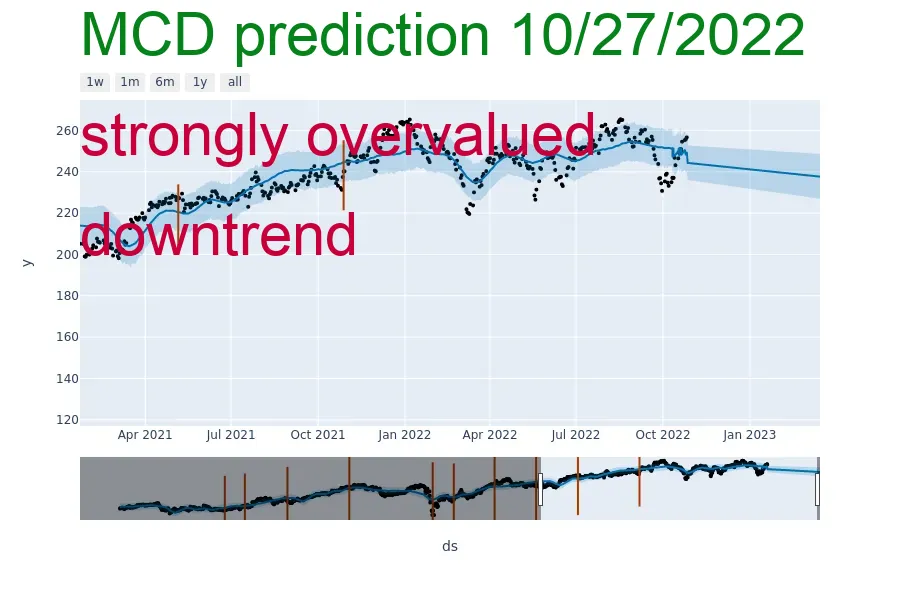 MCD prediction 10/27/2022
1w 1m 6m 1y all
strongly overvalued
downtrend
260
240
220
200
180
160
140
120
y
Apr 2021 Jul 2021 Oct 2021 Jan 2022 Apr 2022 Jul 2022 Oct 2022 Jan 2023
ds